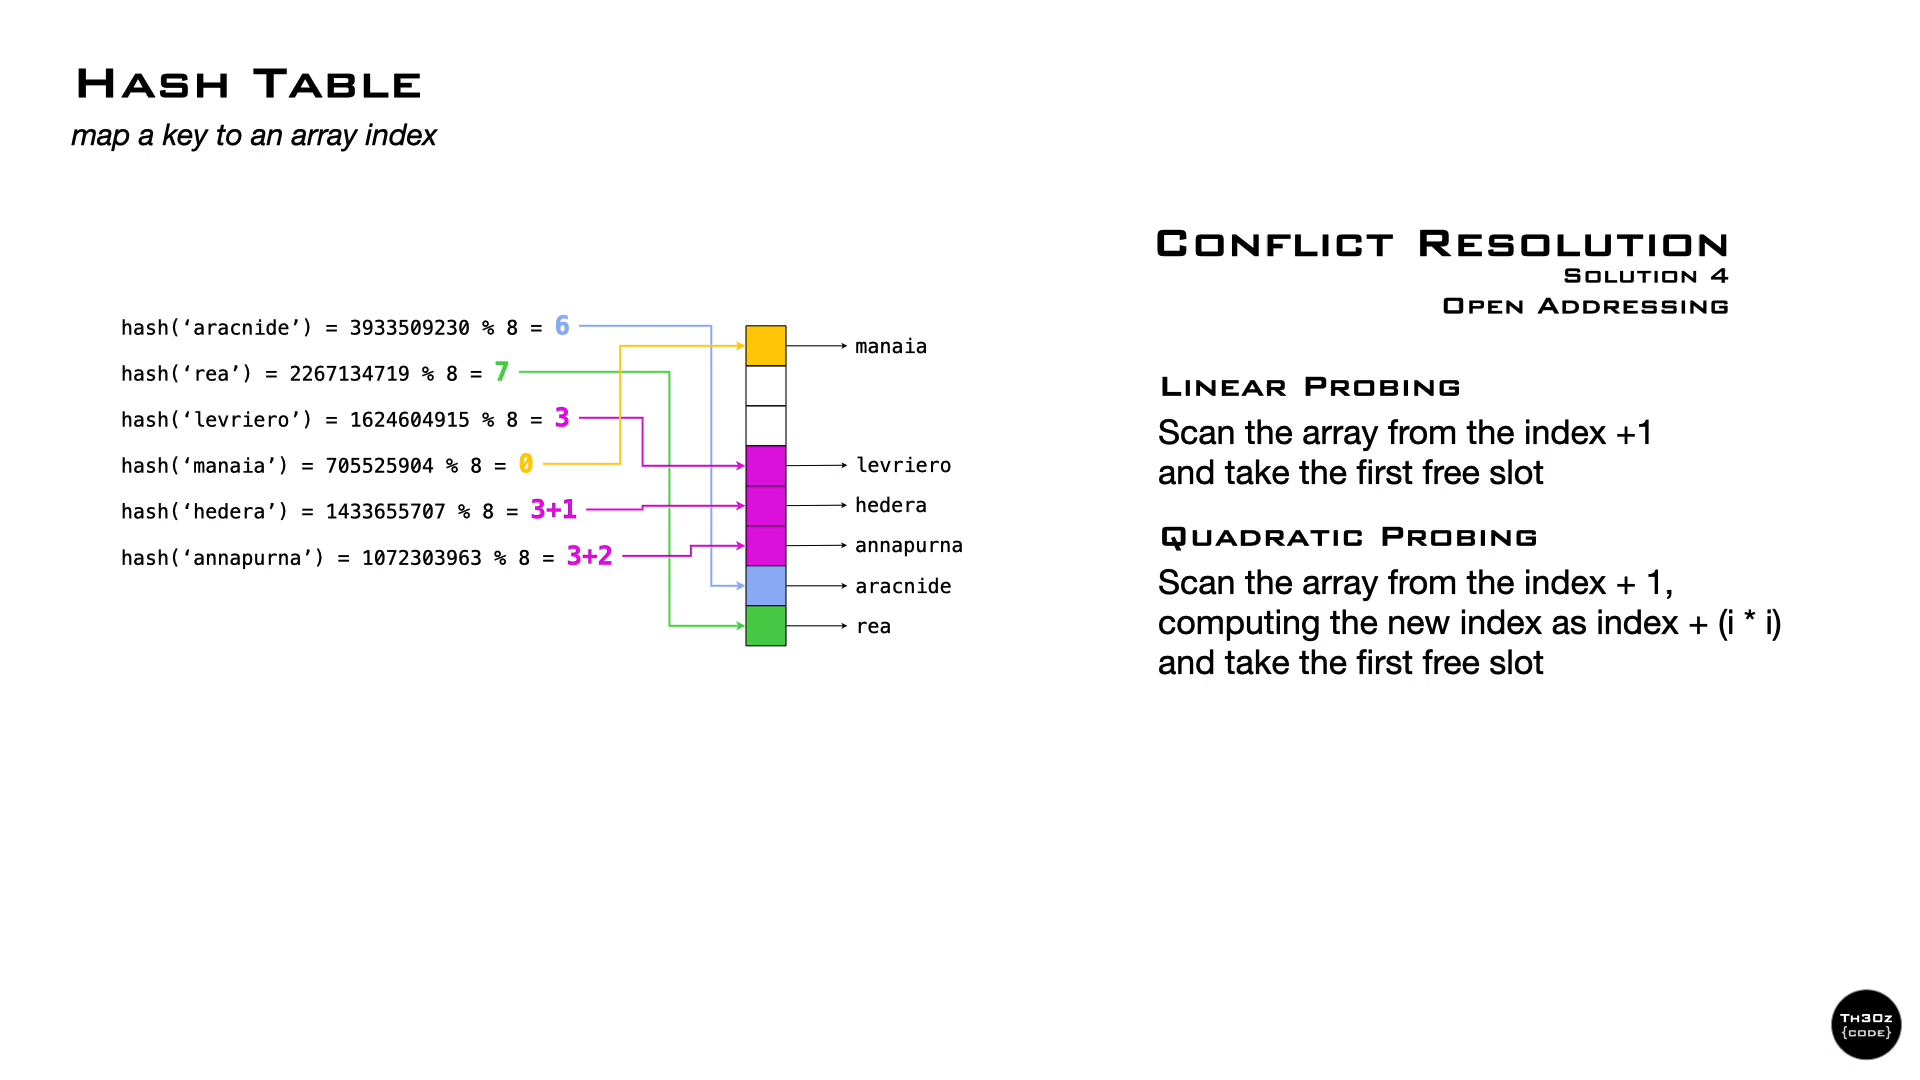 HASH TABLE
map a key to an array index
hash(‘aracnide’) = 3933509230 % 8 = 6
hash(‘rea’) = 2267134719 % 8 = 7
hash(‘levriero’) = 1624604915 % 8 = 3
hash(‘manaia’) = 705525904 % 8 = 0
hash(‘hedera’) = 1433655707 % 8 = 3+1
hash(‘annapurna’) = 1072303963 % 8 = 3+2
manaia
levriero
hedera
annapurna
aracnide
rea
CONFLICT RESOLUTION
SOLUTION 4
OPEN ADDRESSING
LINEAR PROBING
Scan the array from the index +1
and take the first free slot
QUADRATIC PROBING
Scan the array from the index + 1,
computing the new index as index + (i * i)
and take the first free slot
TH30Z
{CODE}